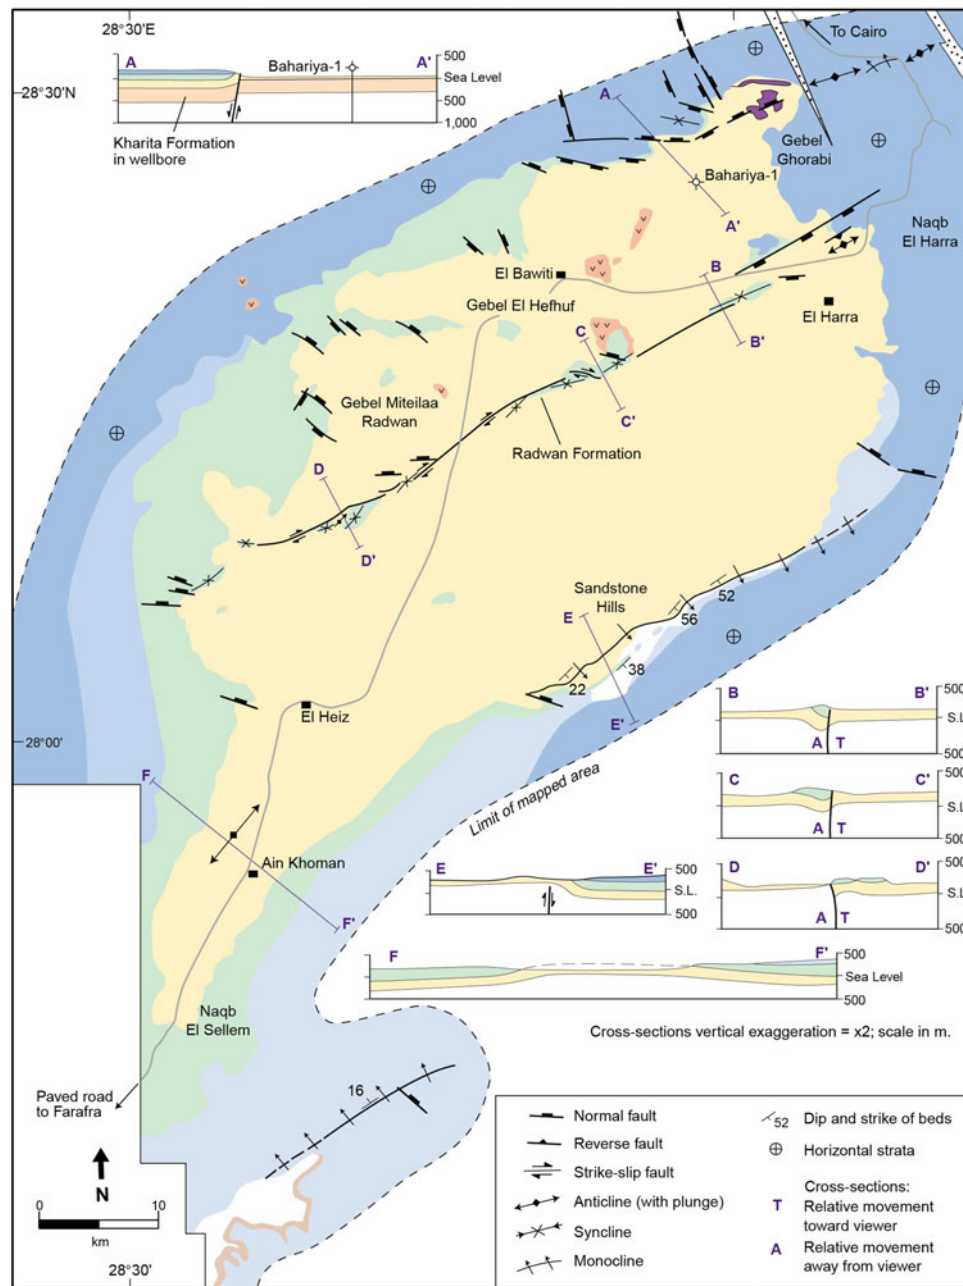 28°30'E
To Cairo
A
Bahariya-1
A'
500
Sea Level
500
1,000
28°30'N
Kharita Formation
in wellbore
A
Gebel
Ghorabi
Bahariya-1
A'
Naqb
El Harra
B
El Bawiti
Gebel El Hefhuf
El Harra
C
B'
Gebel Miteilaa
Radwan
C'
Radwan Formation
D
D'
Sandstone
Hills
52
E
56
38
22
E'
El Heiz
28°00'
B
B'
500
S.L.
A T
500
F
C
C'
500
S.L
A T
500
Limit of mapped area
Ain Khoman
E
E'
500
S.L.
500
D
D'
500
S.L
A T
500
F'
F
F'
500
Sea Level
500
Naqb
El Sellem
Cross-sections vertical exaggeration = x2; scale in m.
Paved road
to Farafra
16
N
0 10
km
28°30'
Normal fault
Reverse fault
Strike-slip fault
Anticline (with plunge)
Syncline
Monocline
52
Dip and strike of beds
Horizontal strata
Cross-sections:
T
Relative movement
toward viewer
A
Relative movement
away from viewer